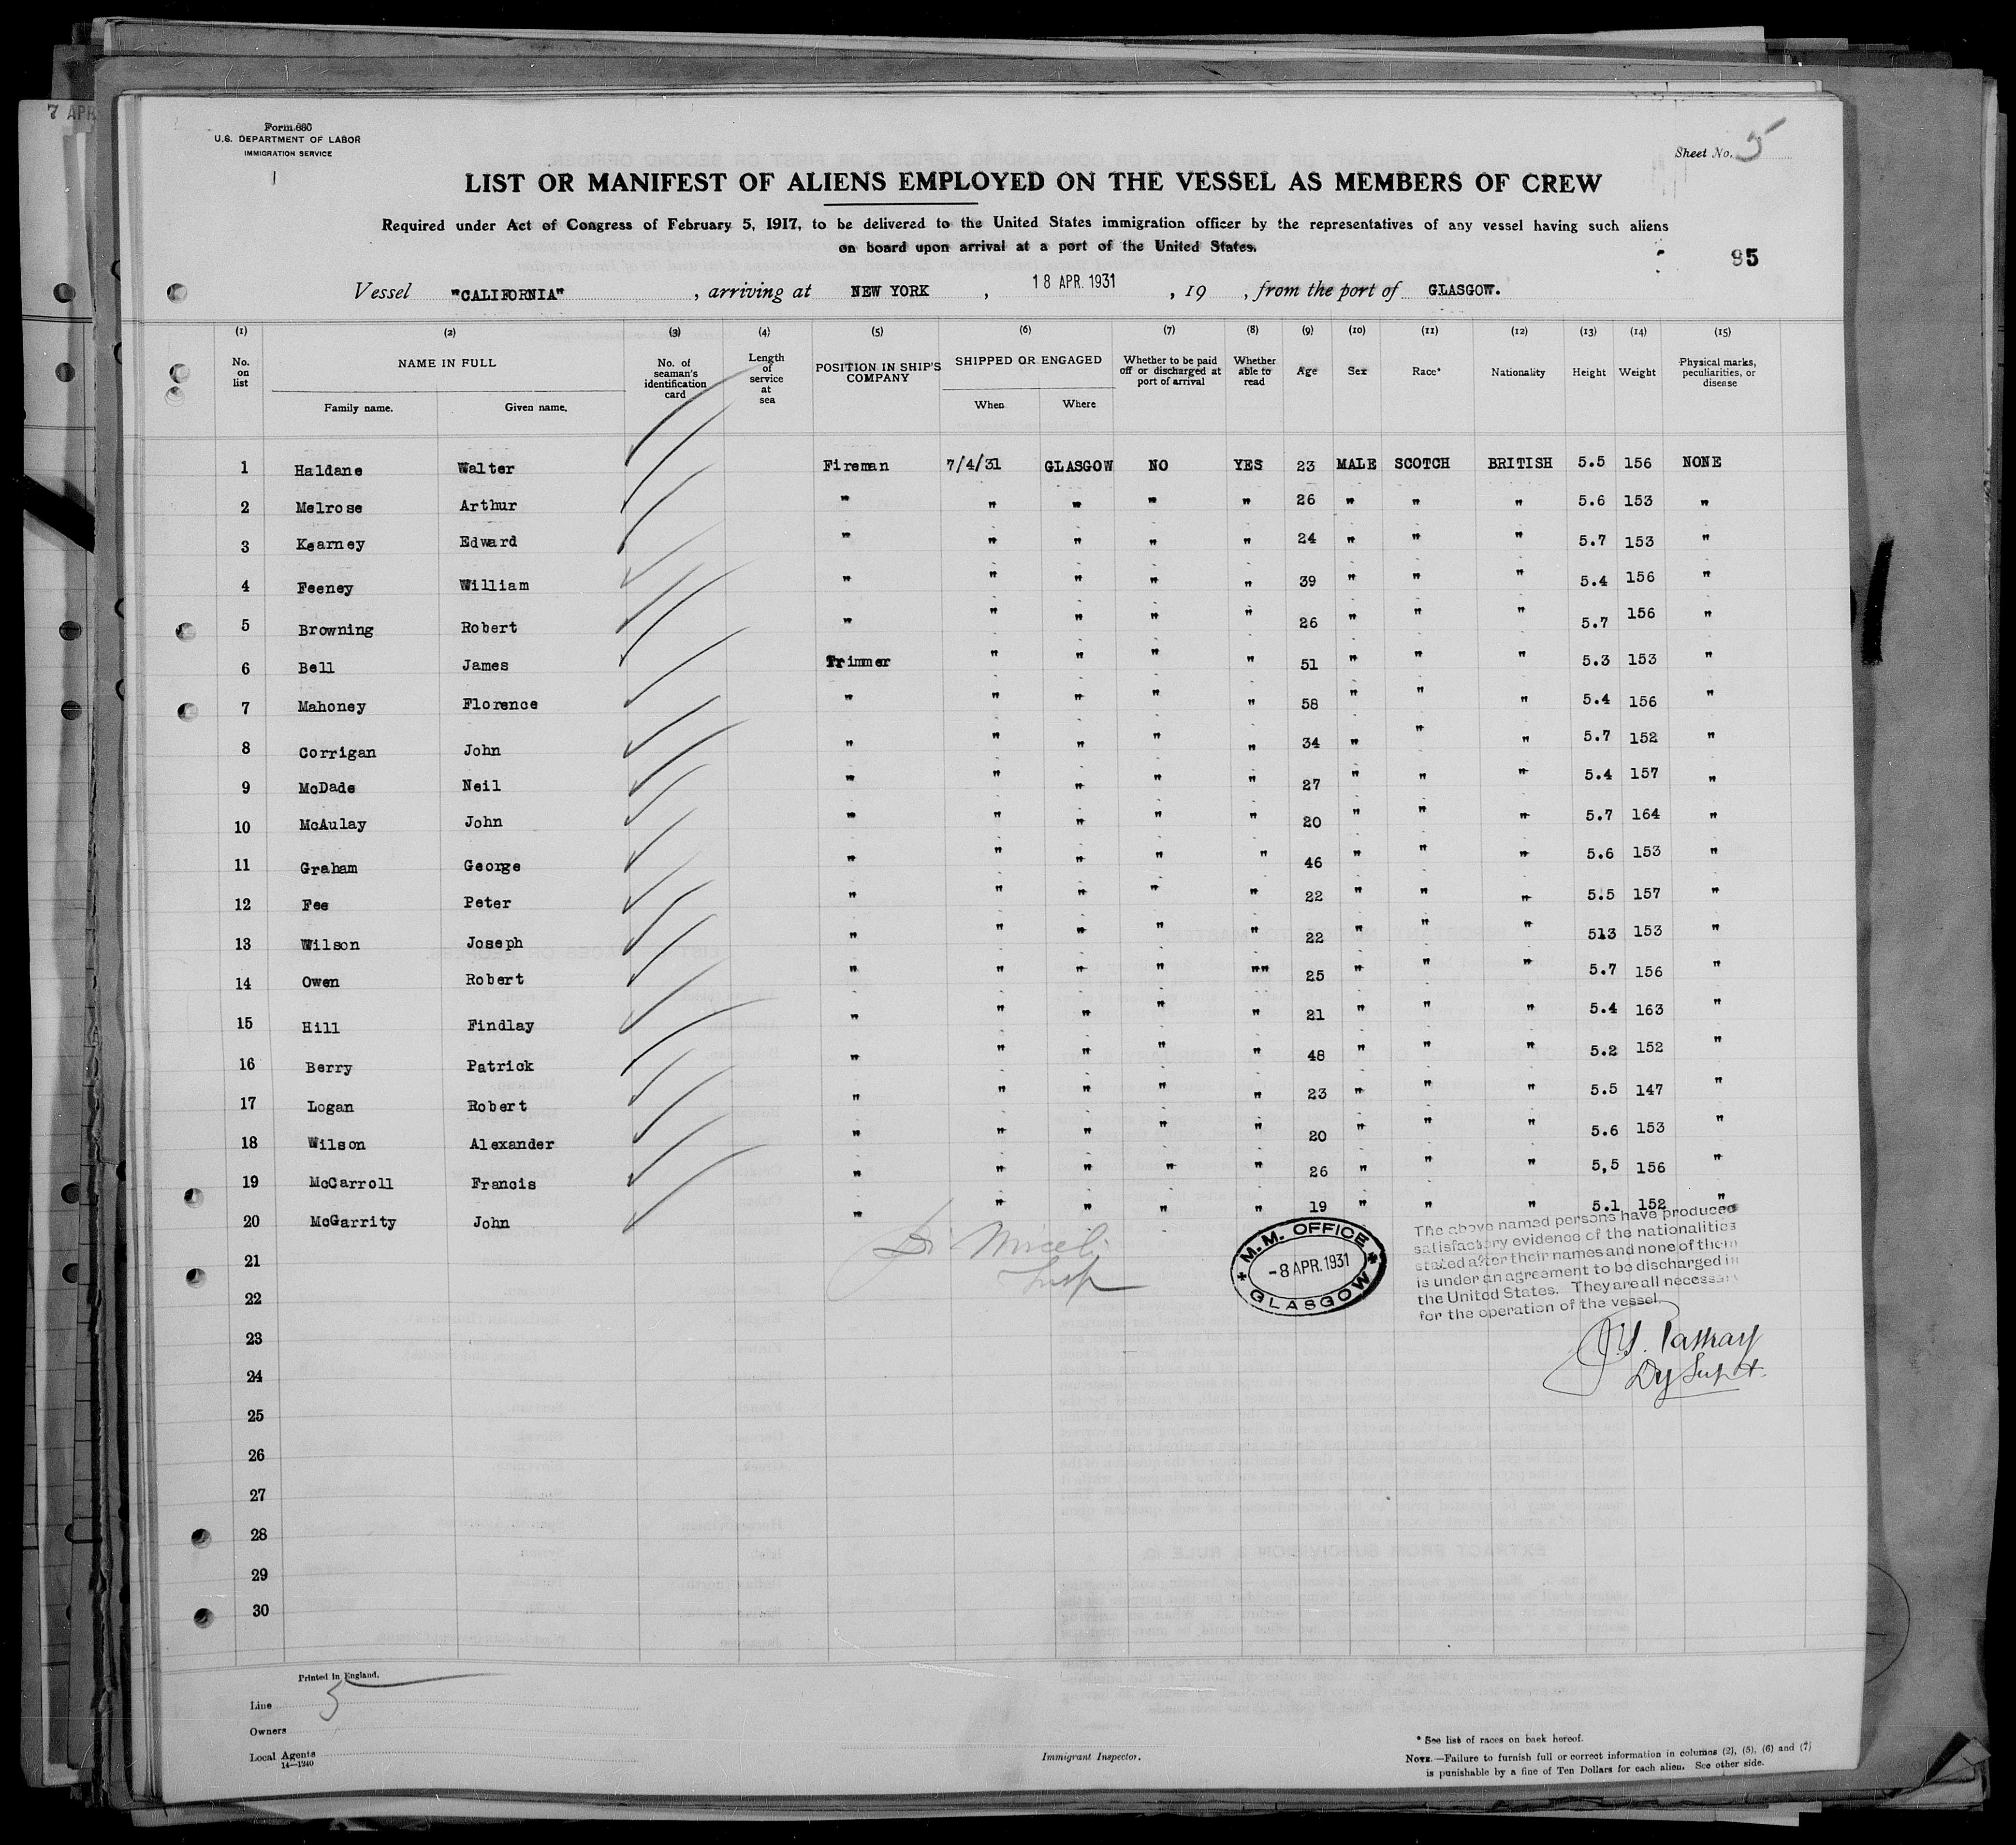 7 APR
Form 680
U.S. DEPARTMENT OF LABOR
IMMIGRATION SERVICE
Sheet No. 5
LIST OR MANIFEST OF ALIENS EMPLOYED ON THE VESSEL AS MEMBERS OF CREW
Required under Act of Congress of February 5, 1917, to be delivered to the United States immigration officer by the representatives of any vessel having such aliens
on board upon arrival at a port of the United States.
95
Vessel "CALIFORNIA" , arriving at NEW YORK , 18 APR. 1931 , 19 , from the port of GLASGOW.
(1) (2) (3) (4) (5) (6) (7) (8) (9) (10) (11) (12) (13) (14) (15)
No. on list NAME IN FULL Family name. Given name. No. of seaman's identification card Length of service at sea POSITION IN SHIP'S COMPANY SHIPPED OR ENGAGED When Where Whether to be paid off or discharged at port of arrival Whether able to read Age Sex Race* Nationality Height Weight Physical marks, peculiarities, or disease
1 Haldane Walter Fireman 7/4/31 GLASGOW NO YES 23 MALE SCOTCH BRITISH 5.5 156 NONE
2 Melrose Arthur " " " " " 26 " " " 5.6 153 "
3 Kearney Edward " " " " " 24 " " " 5.7 153 "
4 Feeney William " " " " " 39 " " " 5.4 156 "
5 Browning Robert " " " " " 26 " " " 5.7 156 "
6 Bell James Trimmer " " " " 51 " " " 5.3 153 "
7 Mahoney Florence " " " " " 58 " " " 5.4 156 "
8 Corrigan John " " " " " 34 " " " 5.7 152 "
9 McDade Neil " " " " " 27 " " " 5.4 157 "
10 McAulay John " " " " " 20 " " " 5.7 164 "
11 Graham George " " " " " 46 " " " 5.6 153 "
12 Fee Peter " " " " " 22 " " " 5.5 157 "
13 Wilson Joseph " " " " 22 " " " 513 153 "
14 Owen Robert " " " " "" 25 " " " 5.7 156 "
15 Hill Findlay " " " " " 21 " " " 5.4 163 "
16 Berry Patrick " " " " " 48 " " " 5.2 152 "
17 Logan Robert " " " " " 23 " " " 5.5 147 "
18 Wilson Alexander " " " " " 20 " " " 5.6 153 "
19 McCarroll Francis " " " " " 26 " " " 5,5 156 "
20 McGarrity John " " " " " 19 " " " 5.1 152 "
21
22
23
24
25
26
27
28
29
30
Insp
M.M. OFFICE
-8 APR. 1931
GLASGOW
The above named persons have produced
satisfactory evidence of the nationalities
stated after their names and none of them
is under an agreement to be discharged in
the United States. They are all necessary
for the operation of the vessel.
Dy Supt.
Printed in England.
Line 5
Owners
Local Agents
14—1240
Immigrant Inspector.
* See list of races on back hereof.
NOTE.—Failure to furnish full or correct information in columns (2), (5), (6) and (7)
is punishable by a fine of Ten Dollars for each alien. See other side.